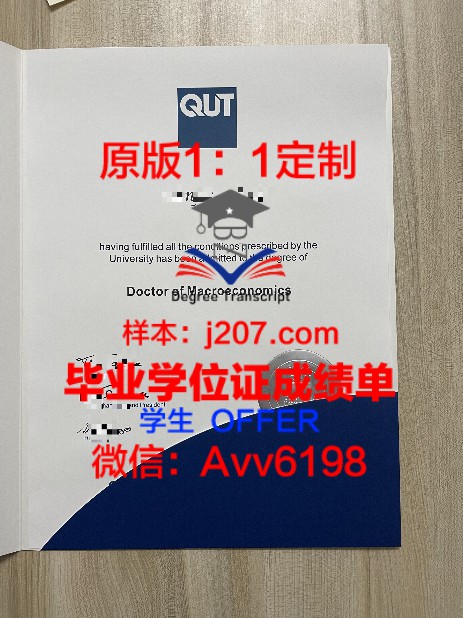 QUT
原版1：1定制
having fulfilled all the conditions prescribed by the
University has been admitted to the degree of
Doctor of Macroeconomics
Degree Transcript
样本：j207.com
毕业学位证成绩单
学生 OFFER
微信：Avv6198